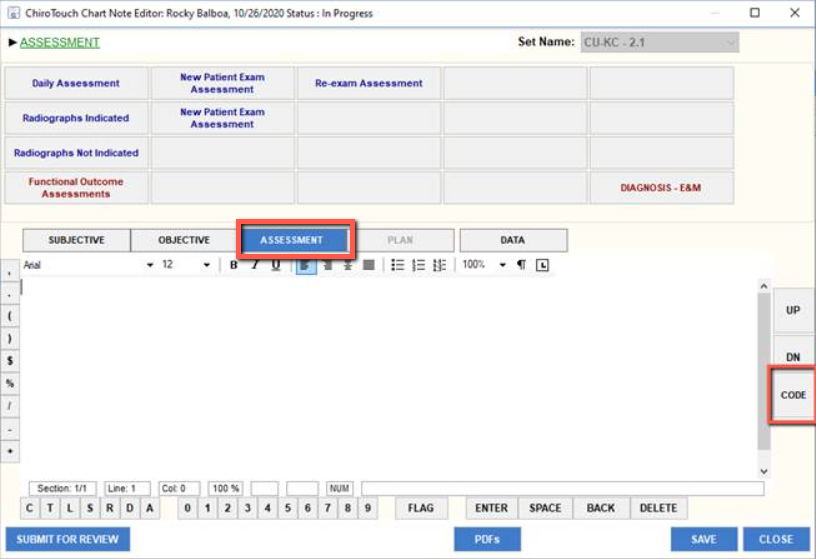 ChiroTouch Chart Note Editor: Rocky Balboa, 10/26/2020 Status : In Progress
►ASSESSMENT
Set Name: CU-KC - 2.1
Daily Assessment
New Patient Exam
Assessment
Re-exam Assessment
Radiographs Indicated
New Patient Exam
Assessment
Radiographs Not Indicated
Functional Outcome
Assessments
DIAGNOSIS - E&M
SUBJECTIVE
OBJECTIVE
ASSESSMENT
PLAN
DATA
Arial 12 B I U 100% ¶ L
,
.
(
)
$
%
/
-
+
UP
DN
CODE
Section: 1/1 Line: 1 Col: 0 100 % NUM
C T L S R D A 0 1 2 3 4 5 6 7 8 9 FLAG ENTER SPACE BACK DELETE
SUBMIT FOR REVIEW PDFs SAVE CLOSE